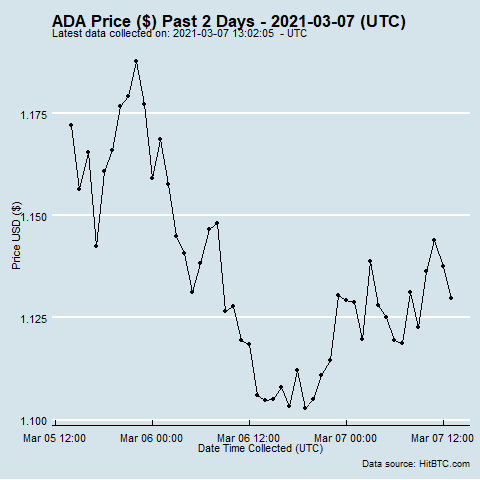 ADA Price ($) Past 2 Days - 2021-03-07 (UTC)
Latest data collected on: 2021-03-07 13:02:05  - UTC
1.175
1.150
Price USD ($)
1.125
1.100
Mar 05 12:00 Mar 06 00:00 Mar 06 12:00 Mar 07 00:00 Mar 07 12:00
Date Time Collected (UTC)
Data source: HitBTC.com